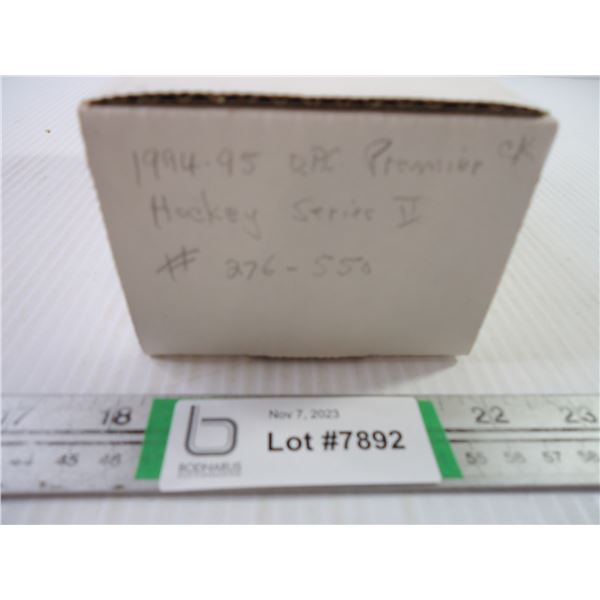 1994-95 OPC Premier CK
Hockey Series II
# 276-550
17 18 22 23
45 46 55 56 57 58
Nov 7, 2023
Lot #7892
b
BODNARUS